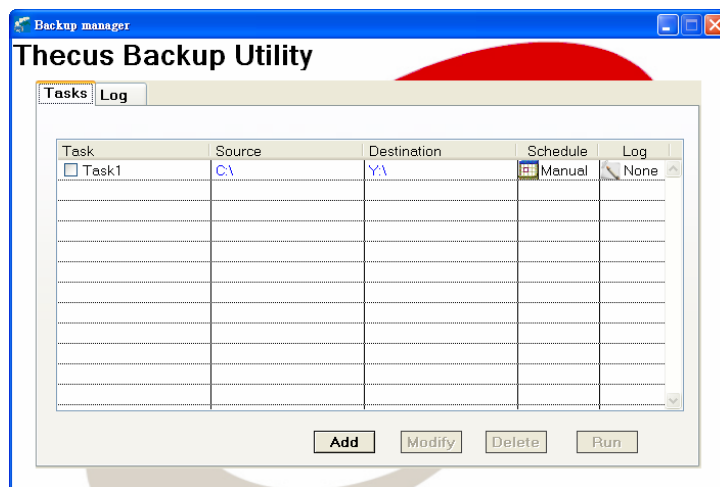 Backup manager
Thecus Backup Utility
Tasks Log
Task Source Destination Schedule Log
Task1 C:\ Y:\ Manual None
Add Modify Delete Run